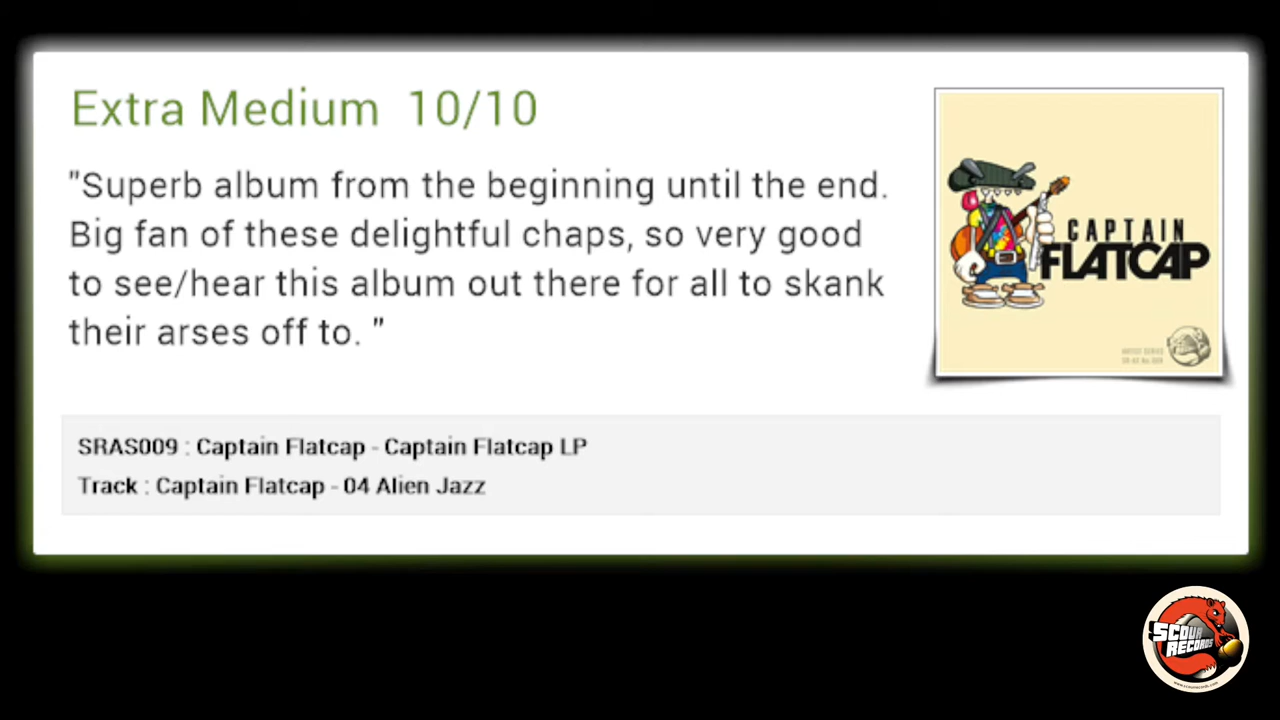 Extra Medium 10/10
"Superb album from the beginning until the end.
Big fan of these delightful chaps, so very good
to see/hear this album out there for all to skank
their arses off to. "
CAPTAIN
FLATCAP
SRAS009 : Captain Flatcap - Captain Flatcap LP
Track : Captain Flatcap - 04 Alien Jazz
SCOUR
RECORDS